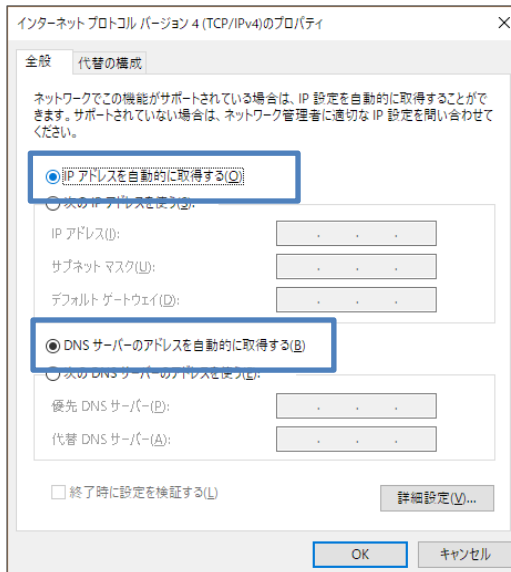 インターネット プロトコル バージョン 4 (TCP/IPv4)のプロパティ
全般
代替の構成
ネットワークでこの機能がサポートされている場合は、IP 設定を自動的に取得することがで
きます。サポートされていない場合は、ネットワーク管理者に適切な IP 設定を問い合わせて
ください。
IP アドレスを自動的に取得する(O)
次の IP アドレスを使う(S):
IP アドレス(I):
サブネット マスク(U):
デフォルト ゲートウェイ(D):
DNS サーバーのアドレスを自動的に取得する(B)
次の DNS サーバーのアドレスを使う(E):
優先 DNS サーバー(P):
代替 DNS サーバー(A):
終了時に設定を検証する(L)
詳細設定(V)...
OK
キャンセル